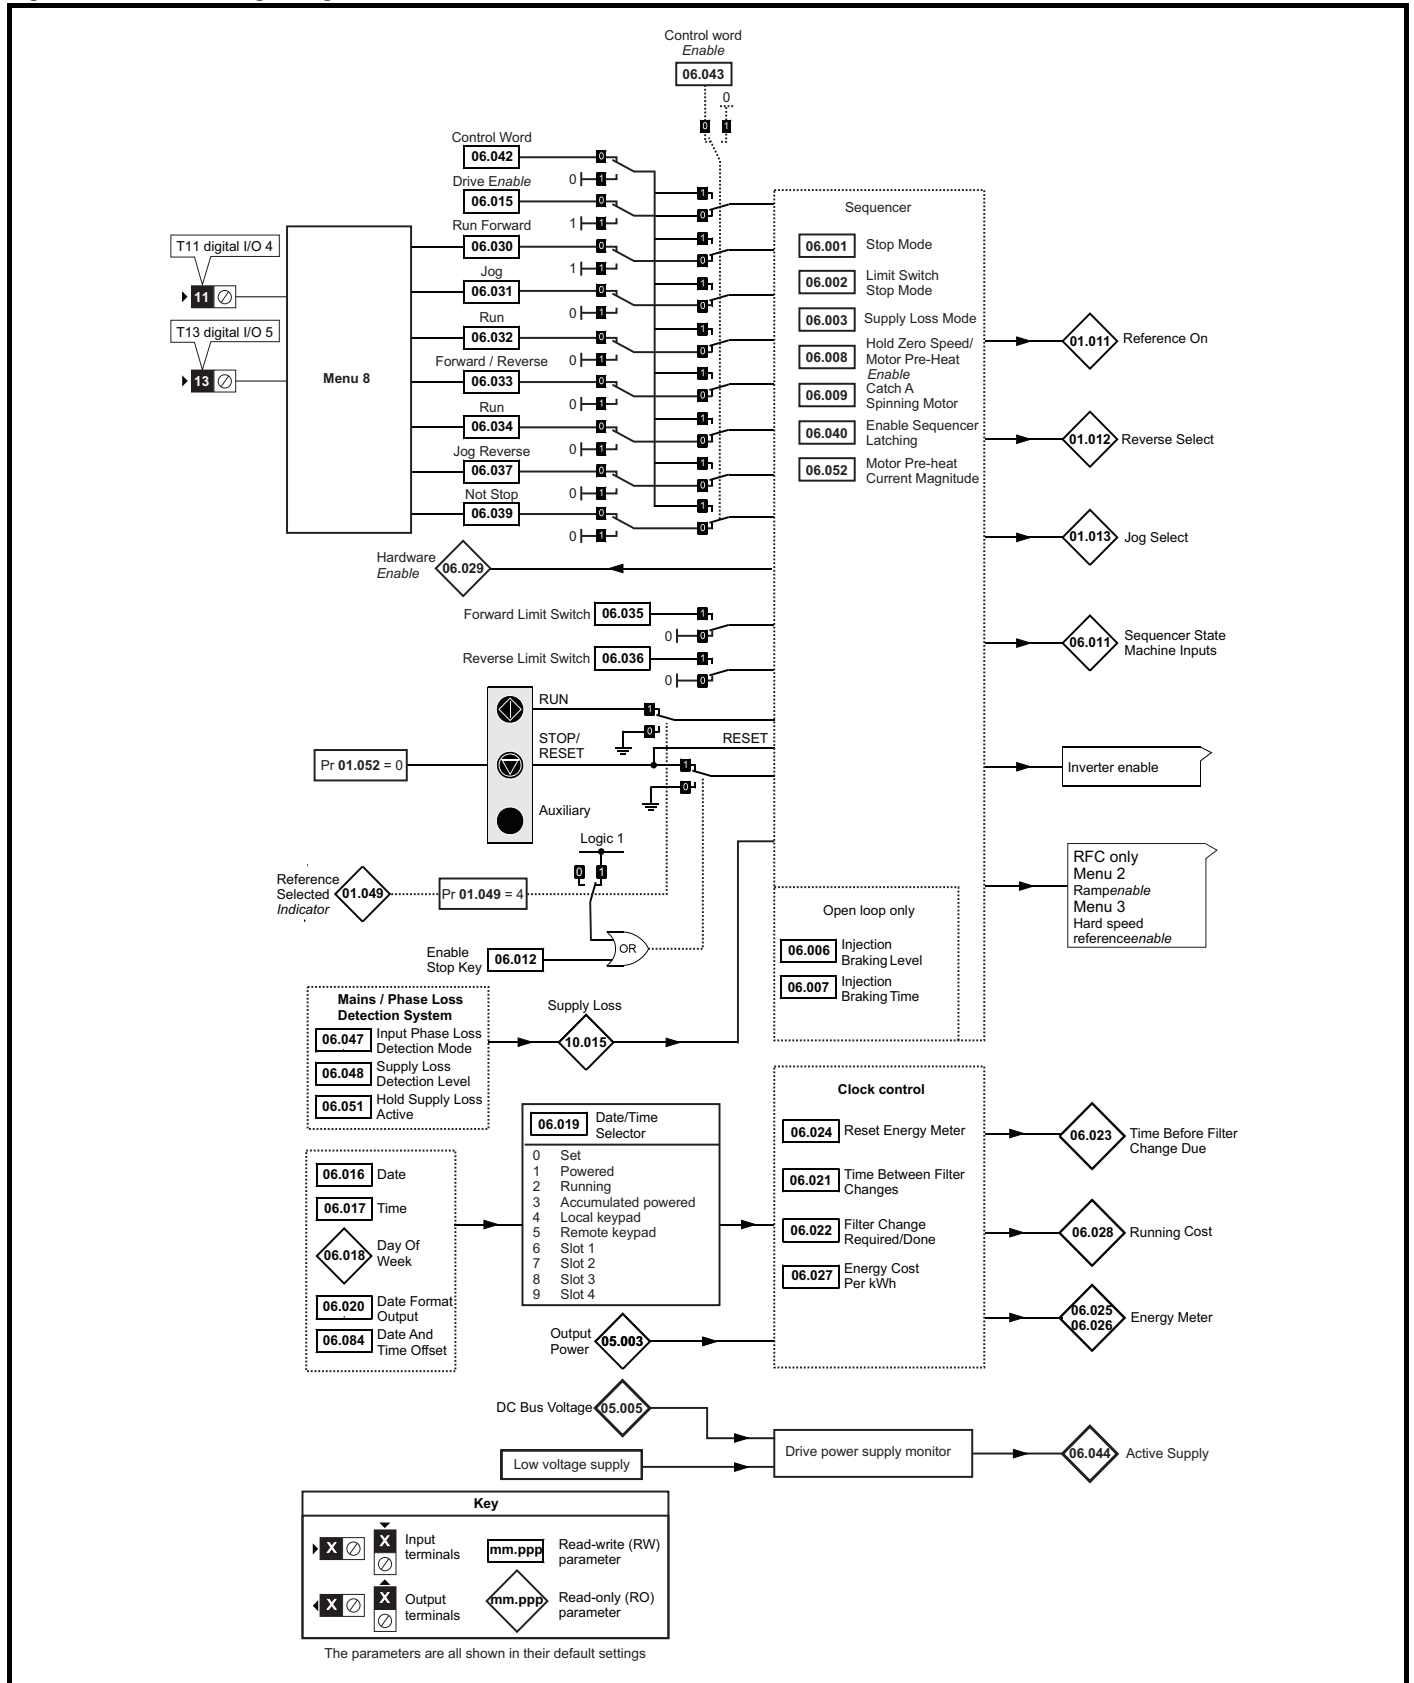 Control word
Enable
06.043
0
0
1
Control Word
06.042
0
0
1
Drive Enable
06.015
0
1
1
0
1
Run Forward
06.030
0
1
1
0
1
Jog
06.031
0
0
1
0
1
Run
06.032
0
0
1
0
1
Forward / Reverse
06.033
0
0
1
0
1
Run
06.034
0
0
1
0
1
Jog Reverse
06.037
0
0
1
0
1
Not Stop
06.039
0
0
1
0
1
T11 digital I/O 4
11
T13 digital I/O 5
13
Menu 8
Hardware
Enable
06.029
Forward Limit Switch
06.035
1
0
0
Reverse Limit Switch
06.036
1
0
0
RUN
1
0
STOP/
RESET
RESET
1
0
Pr 01.052 = 0
Auxiliary
Logic 1
0
1
Reference
Selected
Indicator
01.049
Pr 01.049 = 4
Enable
Stop Key
06.012
OR
Sequencer
06.001
Stop Mode
06.002
Limit Switch
Stop Mode
06.003
Supply Loss Mode
06.008
Hold Zero Speed/
Motor Pre-Heat
Enable
06.009
Catch A
Spinning Motor
06.040
Enable Sequencer
Latching
06.052
Motor Pre-heat
Current Magnitude
Open loop only
06.006
Injection
Braking Level
06.007
Injection
Braking Time
01.011
Reference On
01.012
Reverse Select
01.013
Jog Select
06.011
Sequencer State
Machine Inputs
Inverter enable
RFC only
Menu 2
Rampenable
Menu 3
Hard speed
referenceenable
Mains / Phase Loss
Detection System
06.047
Input Phase Loss
Detection Mode
06.048
Supply Loss
Detection Level
06.051
Hold Supply Loss
Active
Supply Loss
10.015
06.016
Date
06.017
Time
06.018
Day Of
Week
06.020
Date Format
Output
06.084
Date And
Time Offset
06.019
Date/Time
Selector
0 Set
1 Powered
2 Running
3 Accumulated powered
4 Local keypad
5 Remote keypad
6 Slot 1
7 Slot 2
8 Slot 3
9 Slot 4
Output
Power
05.003
Clock control
06.024
Reset Energy Meter
06.021
Time Between Filter
Changes
06.022
Filter Change
Required/Done
06.027
Energy Cost
Per kWh
06.023
Time Before Filter
Change Due
06.028
Running Cost
06.025
06.026
Energy Meter
DC Bus Voltage
05.005
Low voltage supply
Drive power supply monitor
06.044
Active Supply
Key
X
X
Input
terminals
mm.ppp
Read-write (RW)
parameter
X
X
Output
terminals
mm.ppp
Read-only (RO)
parameter
The parameters are all shown in their default settings